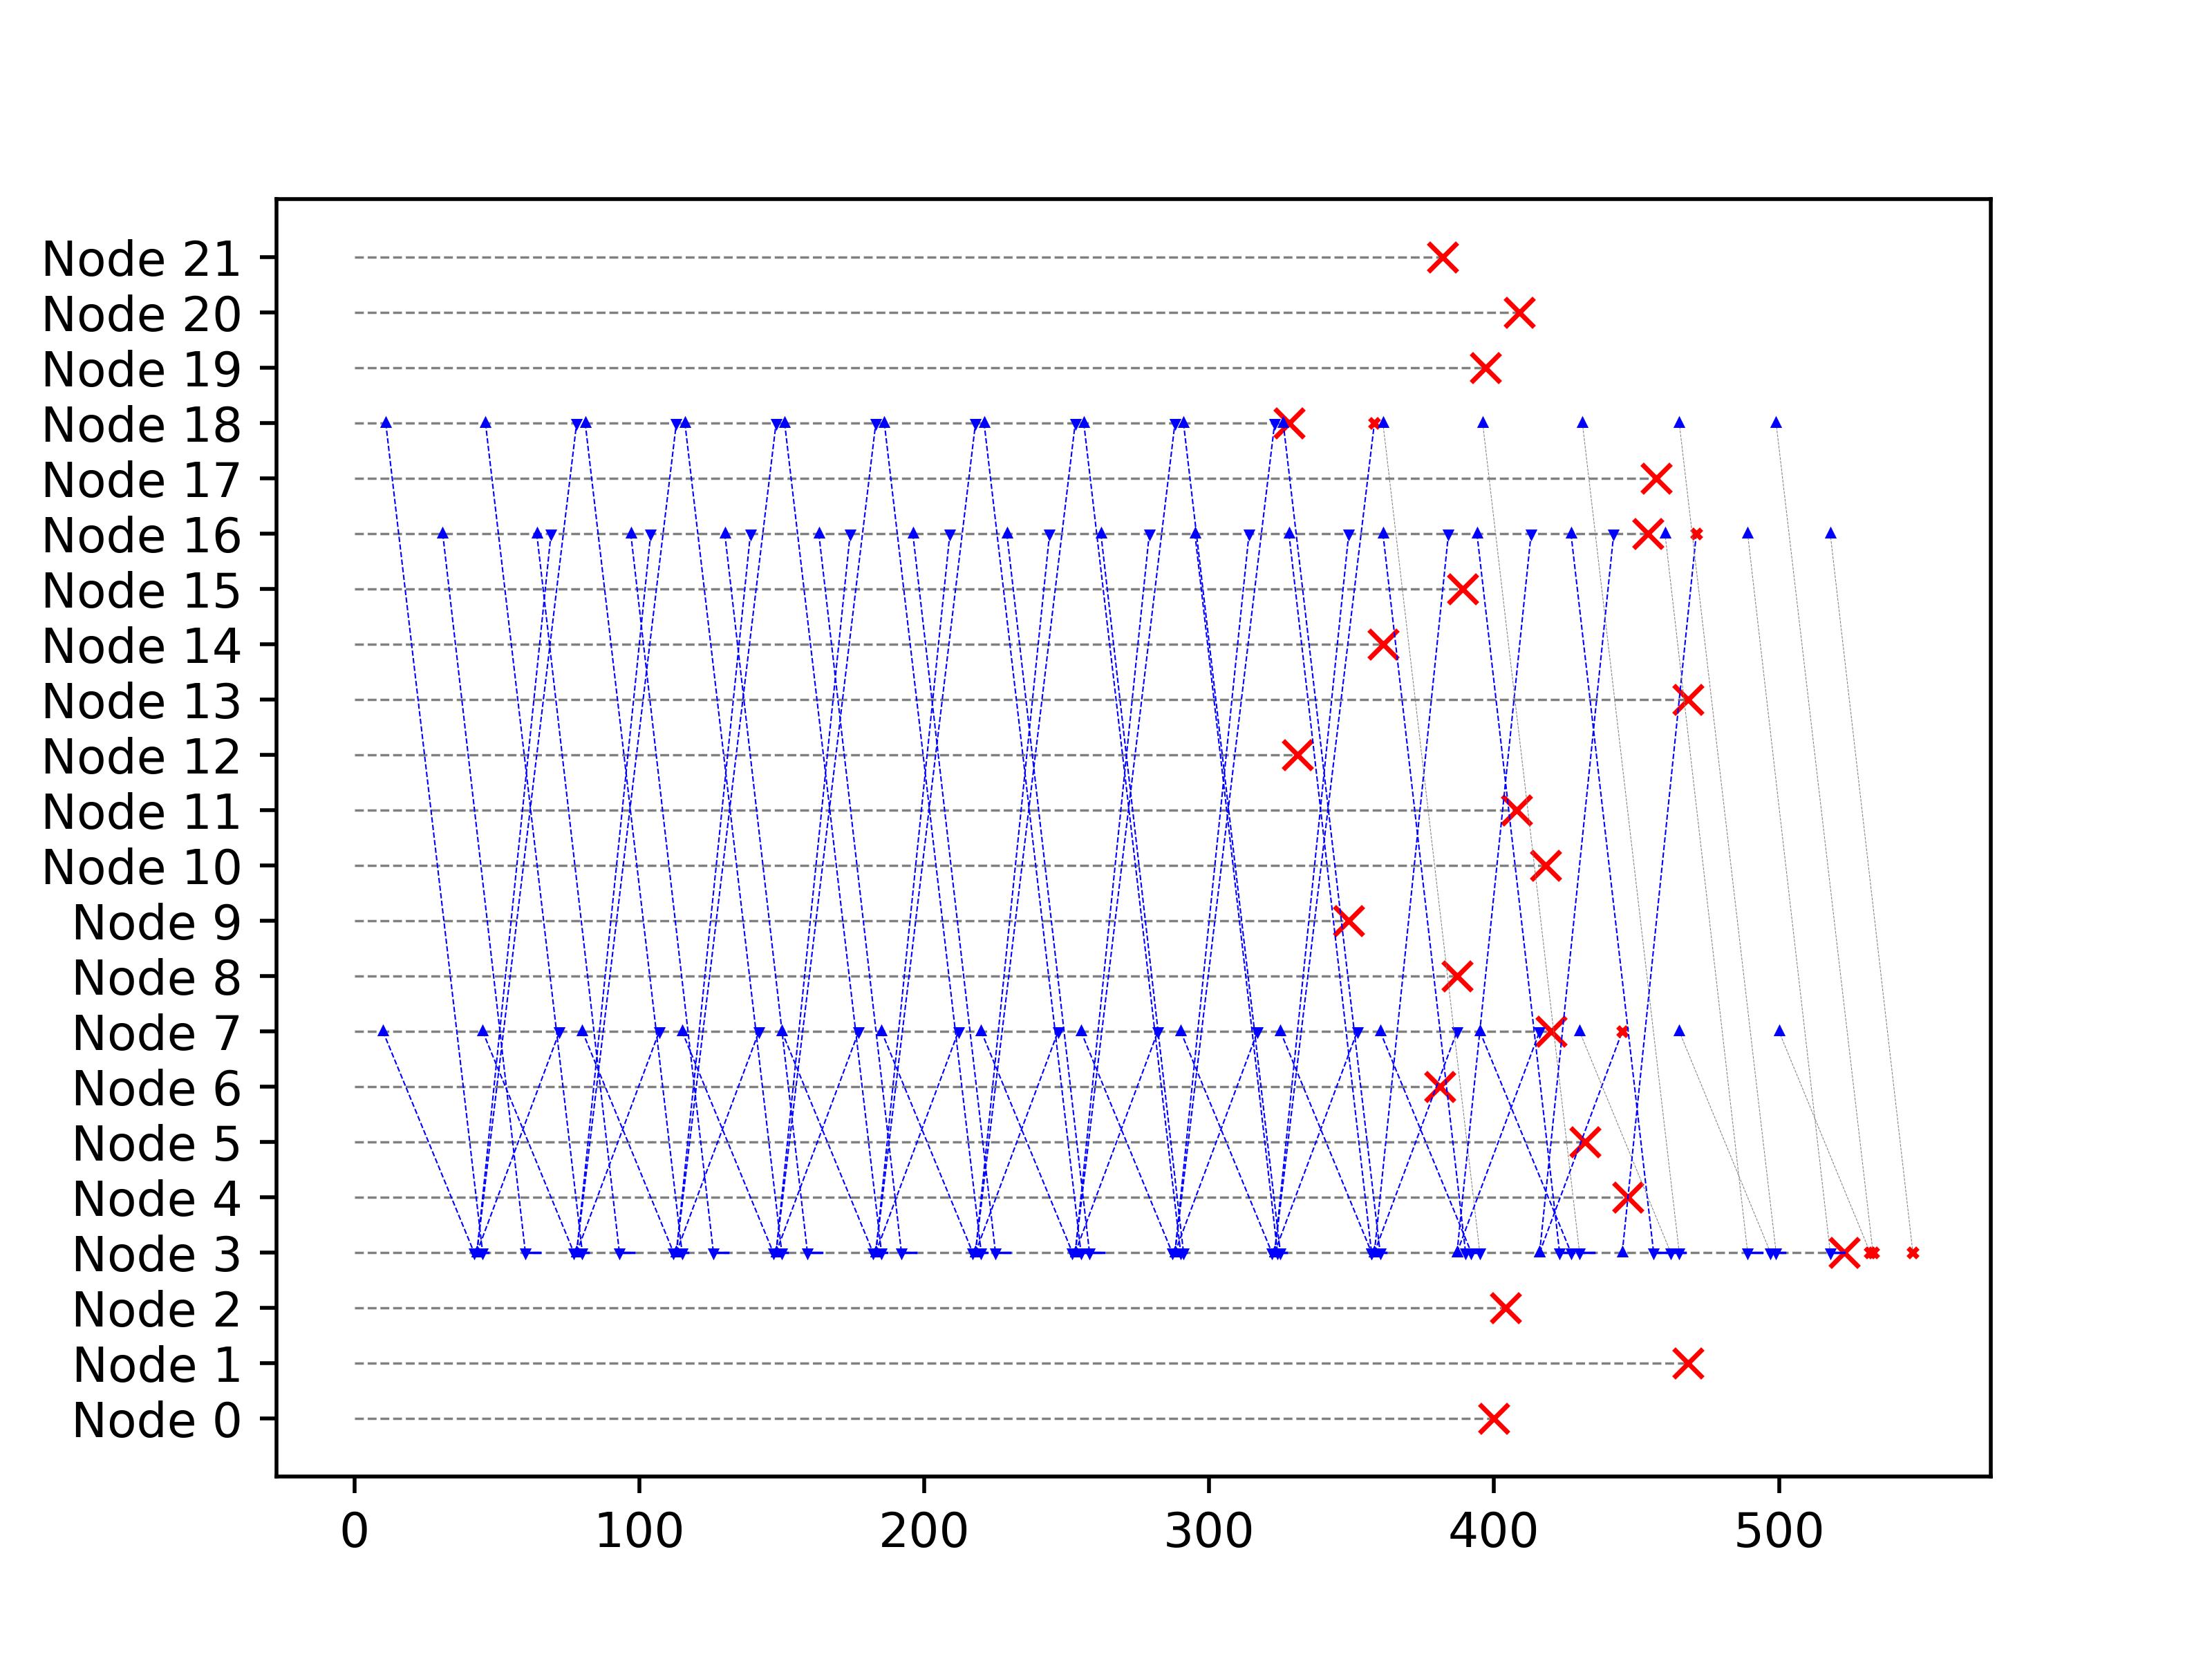 Node 21
Node 20
Node 19
Node 18
Node 17
Node 16
Node 15
Node 14
Node 13
Node 12
Node 11
Node 10
Node 9
Node 8
Node 7
Node 6
Node 5
Node 4
Node 3
Node 2
Node 1
Node 0
0 100 200 300 400 500